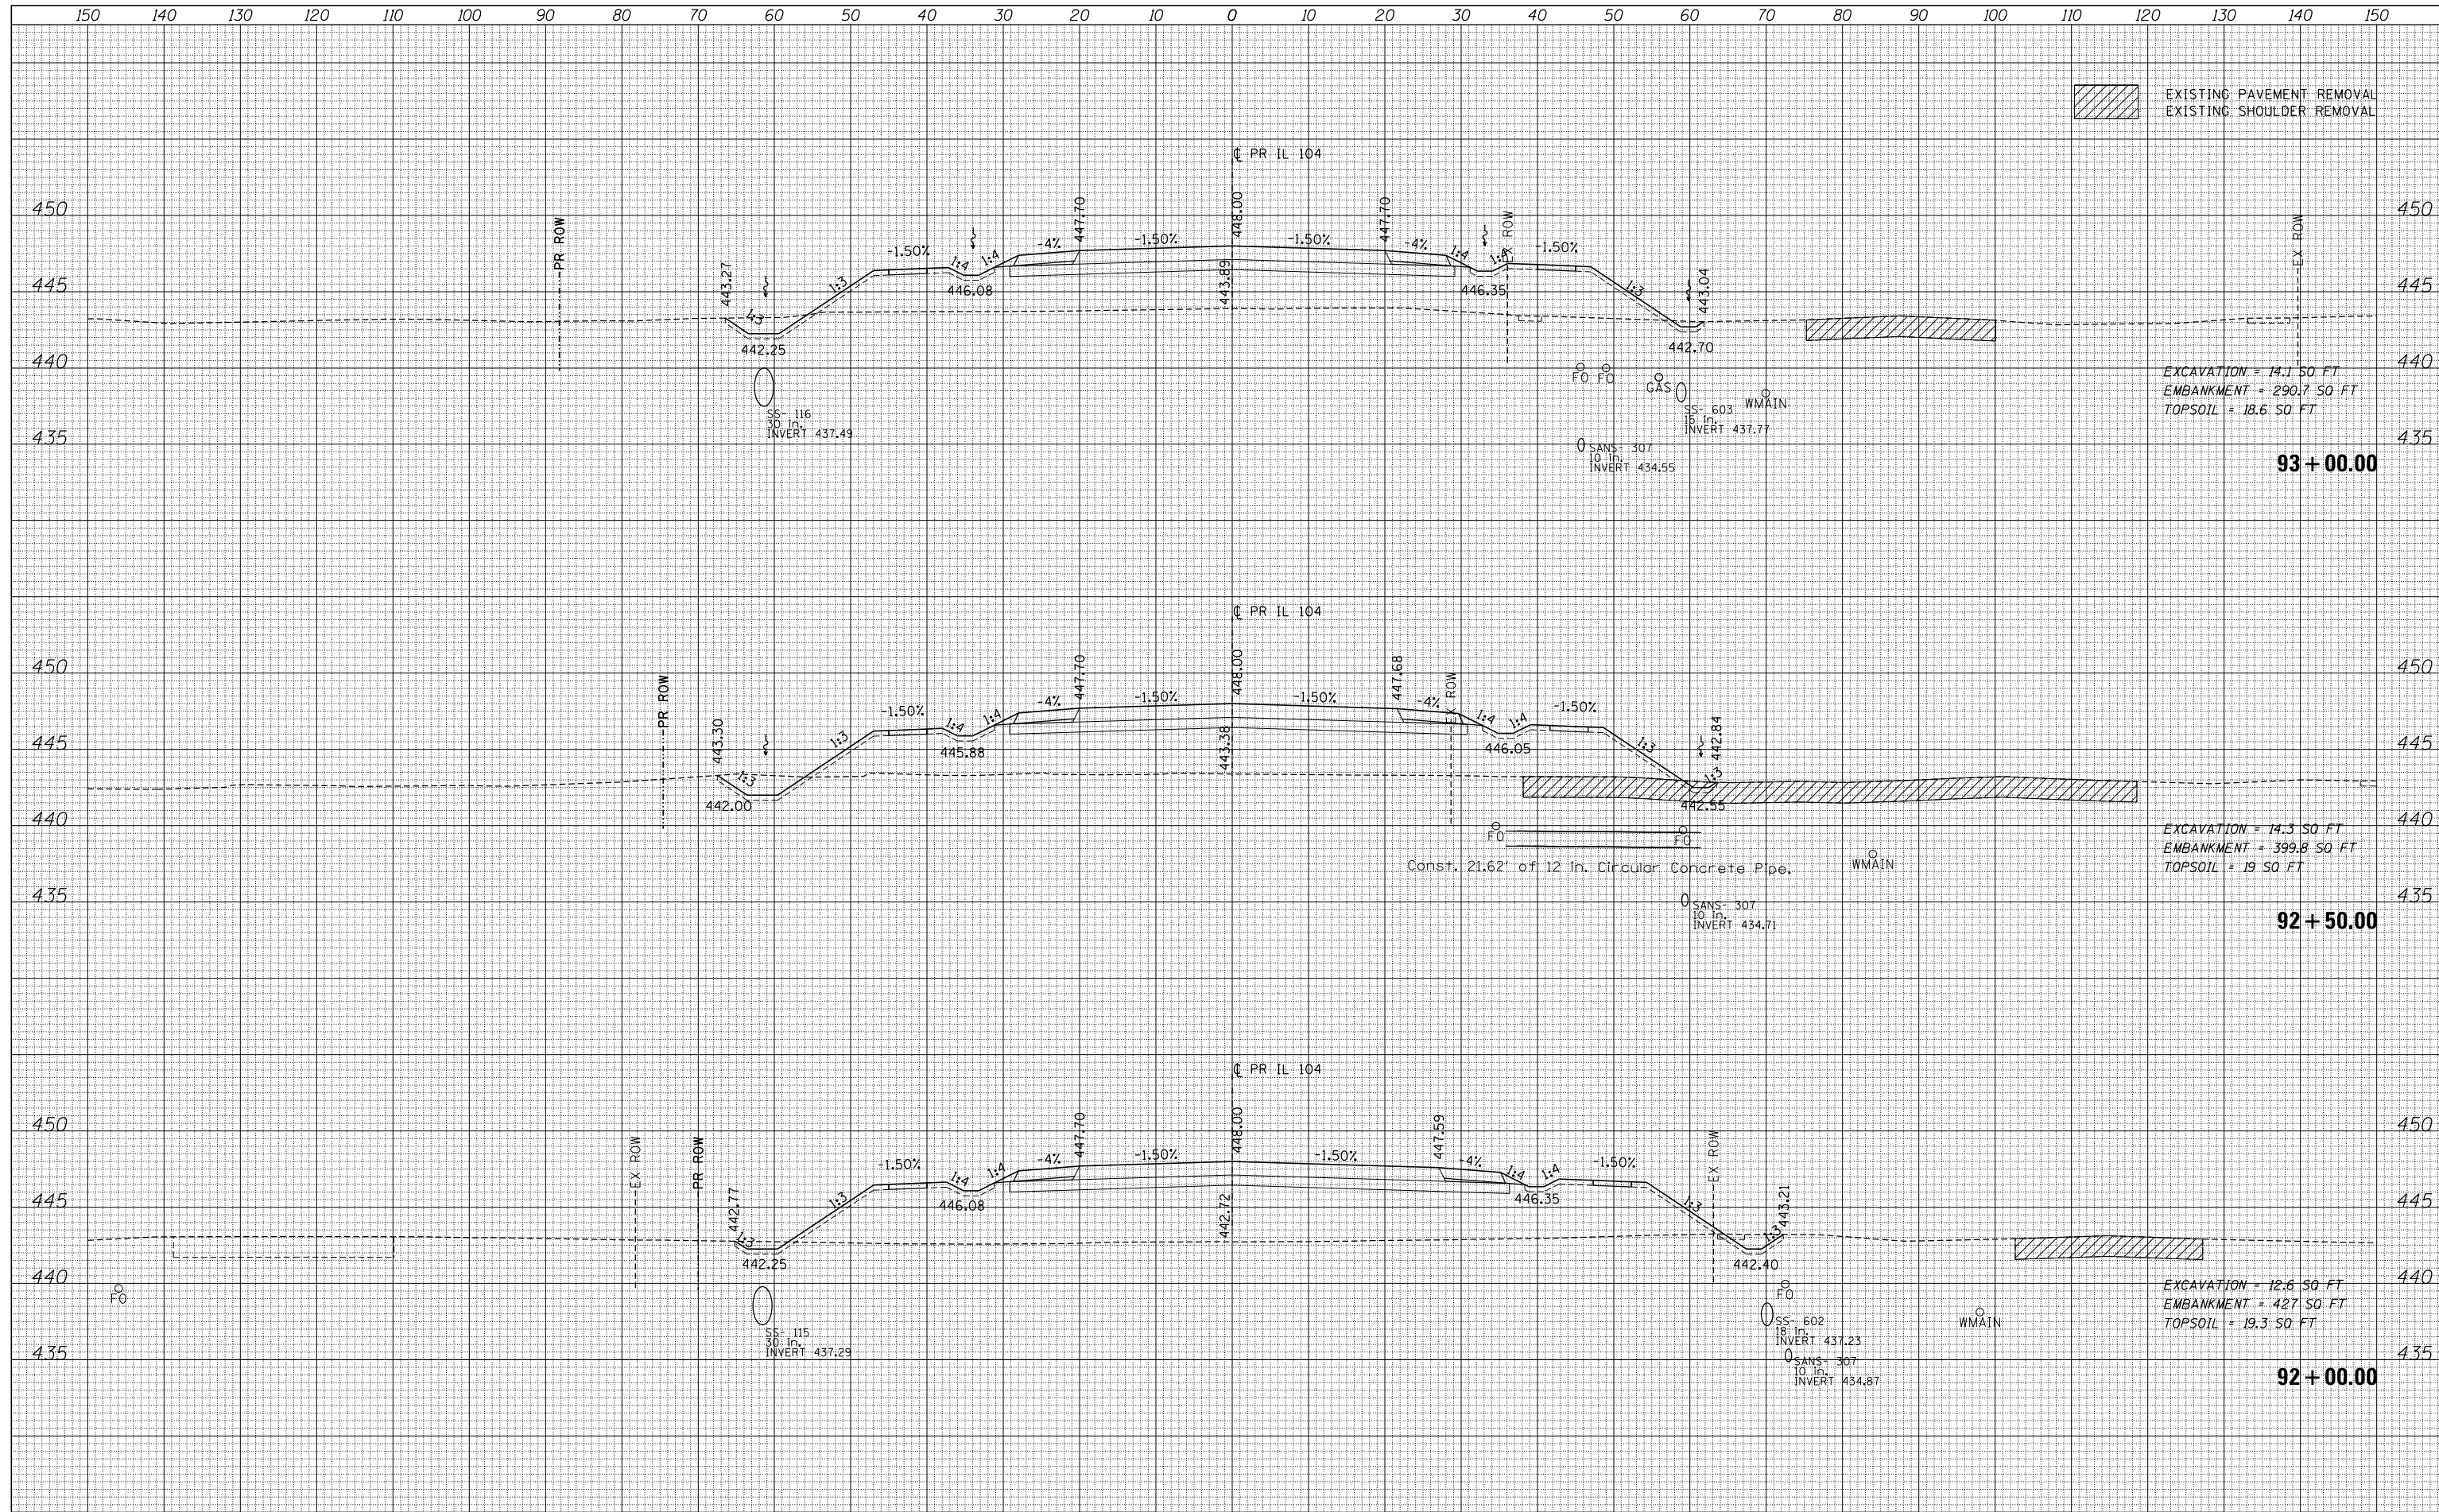 150 140 130 120 110 100 90 80 70 60 50 40 30 20 10 0 10 20 30 40 50 60 70 80 90 100 110 120 130 140 150
EXISTING PAVEMENT REMOVAL
EXISTING SHOULDER REMOVAL
℄ PR IL 104
450 450
PR ROW
443.27
-1.50%
1:4
1:4
-4%
447.70
-1.50%
448.00
443.89
-1.50%
447.70
-4%
1:4
1:4
EX ROW
-1.50%
1:3
443.04
EX ROW
1:3
1:3
445 445
446.08
446.35
442.25
442.70
440 440
FO
FO
GAS
WMAIN
SS- 116
30 in.
INVERT 437.49
SS- 603
15 in.
INVERT 437.77
SANS- 307
10 in.
INVERT 434.55
435 435
EXCAVATION = 14.1 SQ FT
EMBANKMENT = 290.7 SQ FT
TOPSOIL = 18.6 SQ FT
93+00.00
℄ PR IL 104
450 450
PR ROW
443.30
-1.50%
1:4
1:4
-4%
447.70
-1.50%
448.00
443.38
-1.50%
447.68
-4%
EX ROW
1:4
1:4
-1.50%
1:3
442.84
1:3
1:3
1:3
445 445
445.88
446.05
442.00
442.55
440 440
FO
FO
Const. 21.62' of 12 in. Circular Concrete Pipe.
WMAIN
SANS- 307
10 in.
INVERT 434.71
435 435
EXCAVATION = 14.3 SQ FT
EMBANKMENT = 399.8 SQ FT
TOPSOIL = 19 SQ FT
92+50.00
℄ PR IL 104
450 450
EX ROW
PR ROW
442.77
-1.50%
1:4
1:4
-4%
447.70
-1.50%
448.00
442.72
-1.50%
447.59
-4%
1:4
1:4
-1.50%
EX ROW
1:3
443.21
1:3
1:3
1:3
445 445
446.08
446.35
442.25
442.40
440 440
FO
FO
WMAIN
SS- 115
30 in.
INVERT 437.29
SS- 602
18 in.
INVERT 437.23
SANS- 307
10 in.
INVERT 434.87
435 435
EXCAVATION = 12.6 SQ FT
EMBANKMENT = 427 SQ FT
TOPSOIL = 19.3 SQ FT
92+00.00